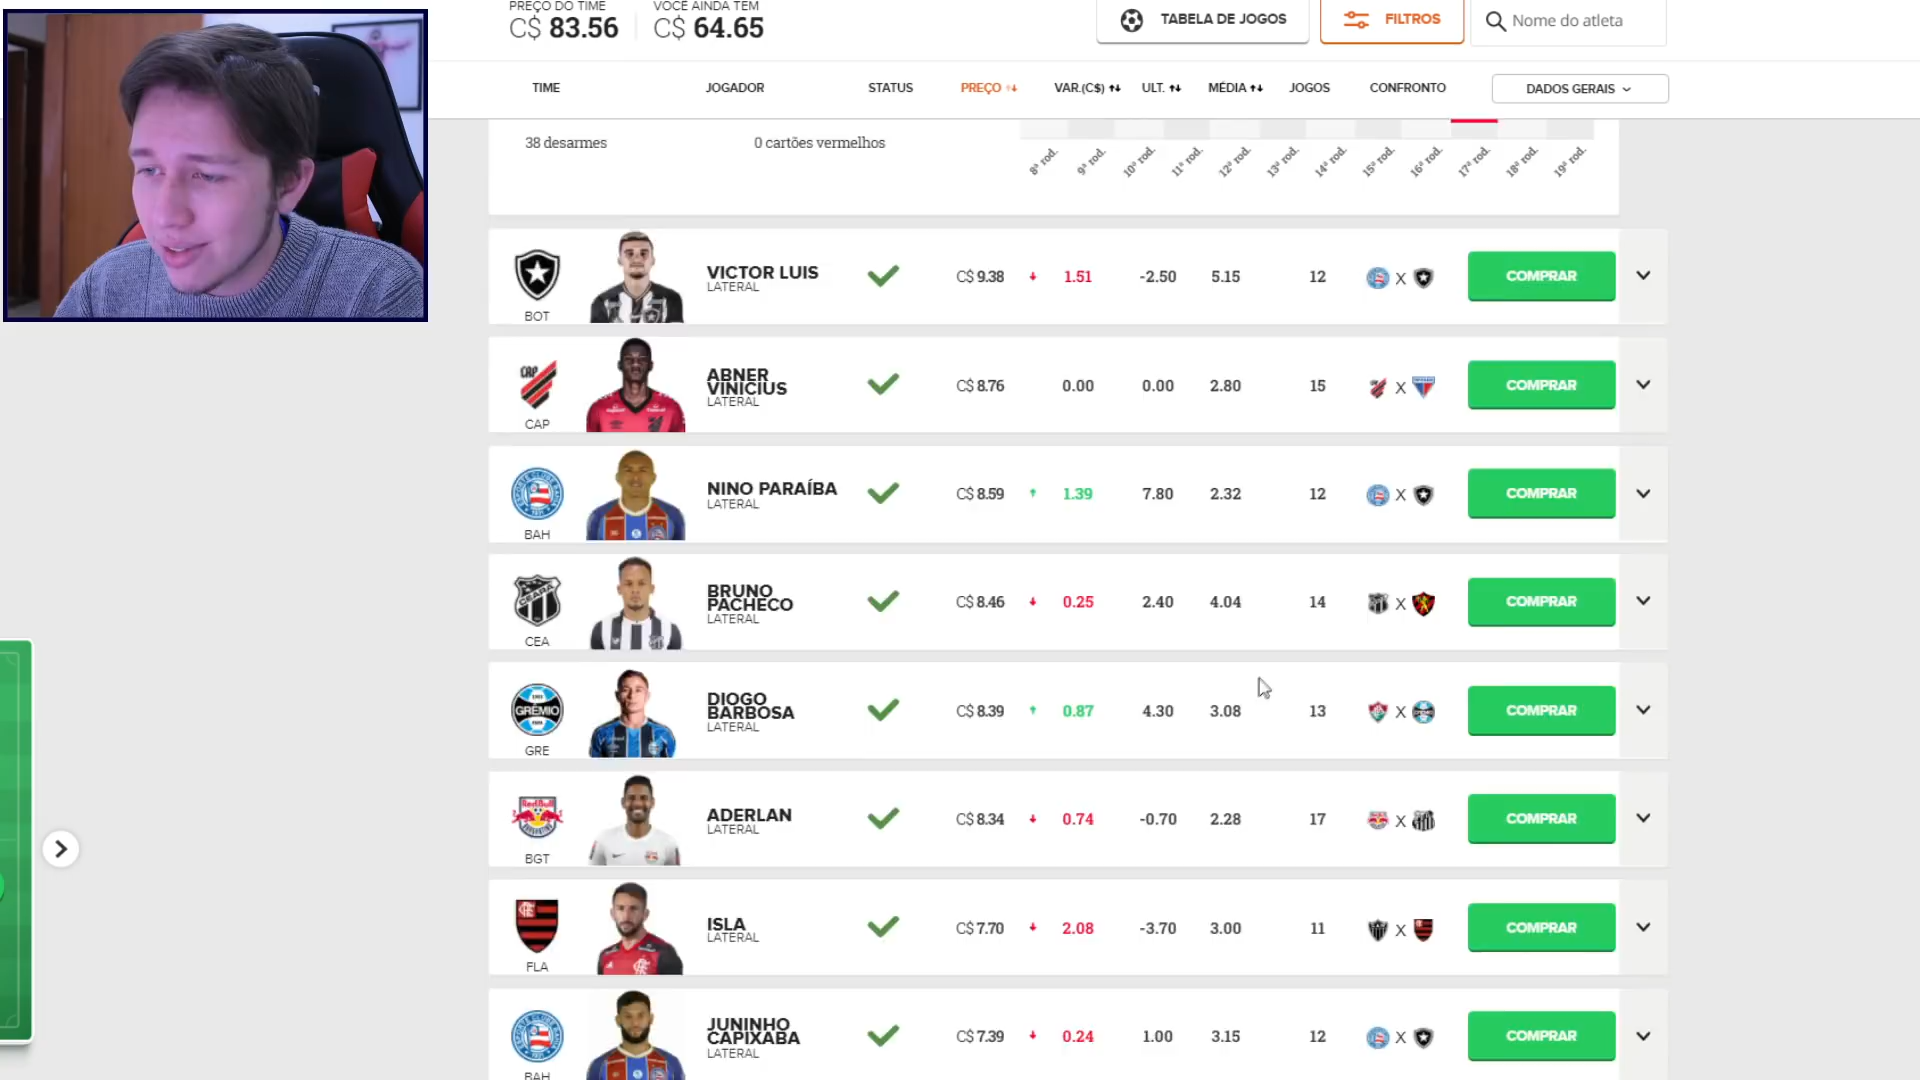 PREÇO DO TIME
C$ 83.56
VOCÊ AINDA TEM
C$ 64.65
TABELA DE JOGOS
FILTROS
Nome do atleta
TIME JOGADOR STATUS PREÇO VAR.(C$) ULT. MÉDIA JOGOS CONFRONTO DADOS GERAIS
38 desarmes 0 cartões vermelhos
8ª rod. 9ª rod. 10ª rod. 11ª rod. 12ª rod. 13ª rod. 14ª rod. 15ª rod. 16ª rod. 17ª rod. 18ª rod. 19ª rod.
BOT
VICTOR LUIS
LATERAL
C$ 9.38 1.51 -2.50 5.15 12 X COMPRAR
CAP
CAP
ABNER
VINICIUS
LATERAL
C$ 8.76 0.00 0.00 2.80 15 X COMPRAR
BAH
NINO PARAÍBA
LATERAL
C$ 8.59 1.39 7.80 2.32 12 X COMPRAR
CEARÁ
CEA
BRUNO
PACHECO
LATERAL
C$ 8.46 0.25 2.40 4.04 14 X COMPRAR
GRÊMIO
GRE
DIOGO
BARBOSA
LATERAL
C$ 8.39 0.87 4.30 3.08 13 X COMPRAR
RedBull
BGT
ADERLAN
LATERAL
C$ 8.34 0.74 -0.70 2.28 17 X COMPRAR
FLA
ISLA
LATERAL
C$ 7.70 2.08 -3.70 3.00 11 X COMPRAR
BAH
JUNINHO
CAPIXABA
LATERAL
C$ 7.39 0.24 1.00 3.15 12 X COMPRAR